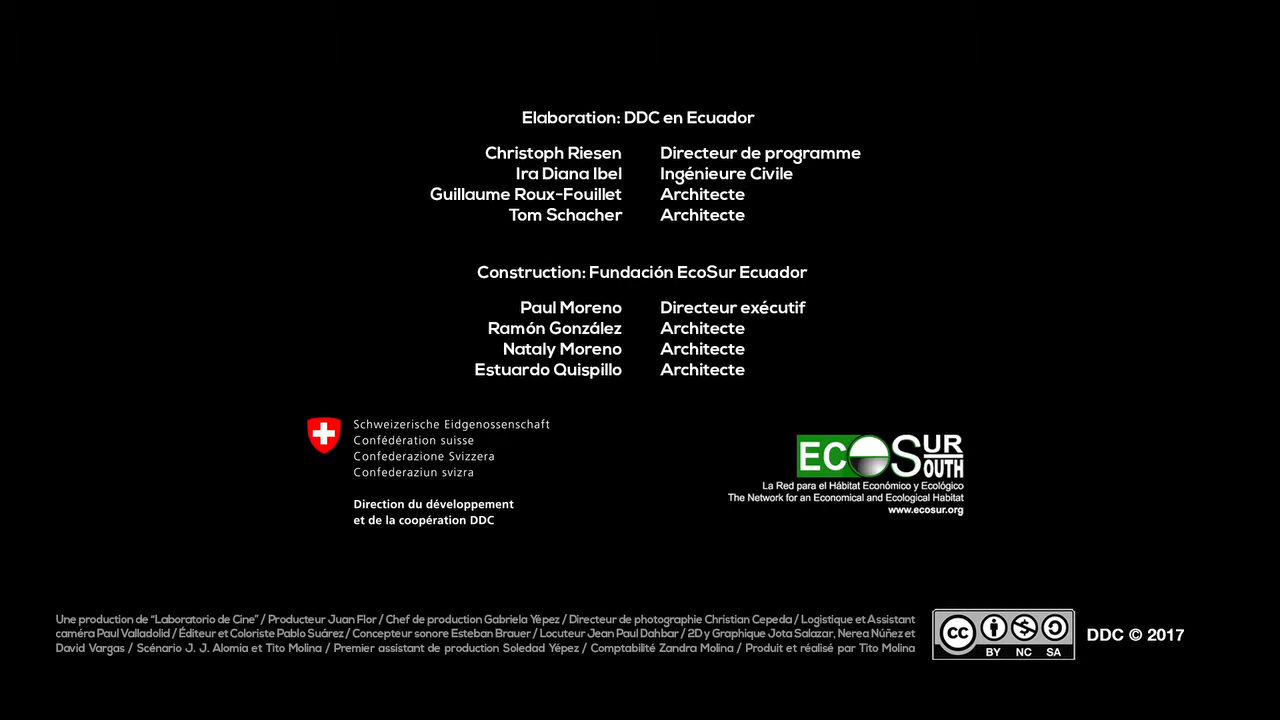 Elaboration: DDC en Ecuador
Christoph Riesen Directeur de programme
Ira Diana Ibel Ingénieure Civile
Guillaume Roux-Fouillet Architecte
Tom Schacher Architecte
Construction: Fundación EcoSur Ecuador
Paul Moreno Directeur exécutif
Ramón González Architecte
Nataly Moreno Architecte
Estuardo Quispillo Architecte
Schweizerische Eidgenossenschaft
Confédération suisse
Confederazione Svizzera
Confederaziun svizra
Direction du développement
et de la coopération DDC
ECOSUR
SOUTH
La Red para el Hábitat Económico y Ecológico
The Network for an Economical and Ecological Habitat
www.ecosur.org
Une production de “Laboratorio de Cine” / Producteur Juan Flor / Chef de production Gabriela Yépez / Directeur de photographie Christian Cepeda / Logistique et Assistant
caméra Paul Valladolid / Éditeur et Coloriste Pablo Suárez / Concepteur sonore Esteban Brauer / Locuteur Jean Paul Dahbar / 2D y Graphique Jota Salazar, Nerea Núñez et
David Vargas / Scénario J. J. Alomía et Tito Molina / Premier assistant de production Soledad Yépez / Comptabilité Zandra Molina / Produit et réalisé par Tito Molina
cc
BY NC SA
DDC © 2017